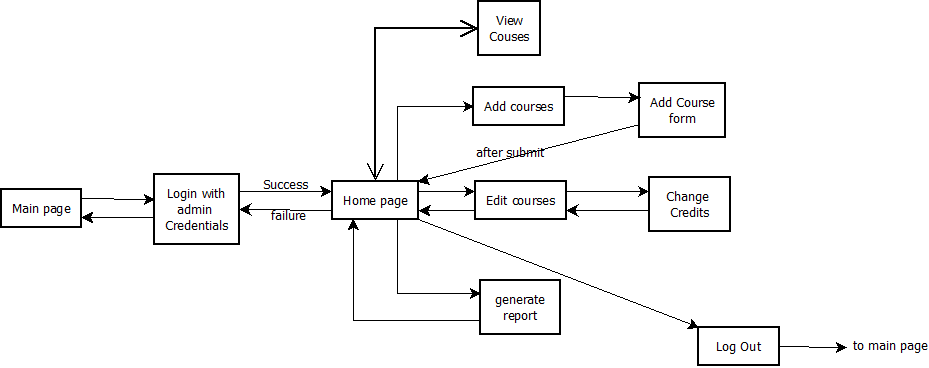 View
Couses
Add courses
Add Course
form
after submit
Main page
Login with
admin
Credentials
Success
failure
Home page
Edit courses
Change
Credits
generate
report
Log Out
to main page